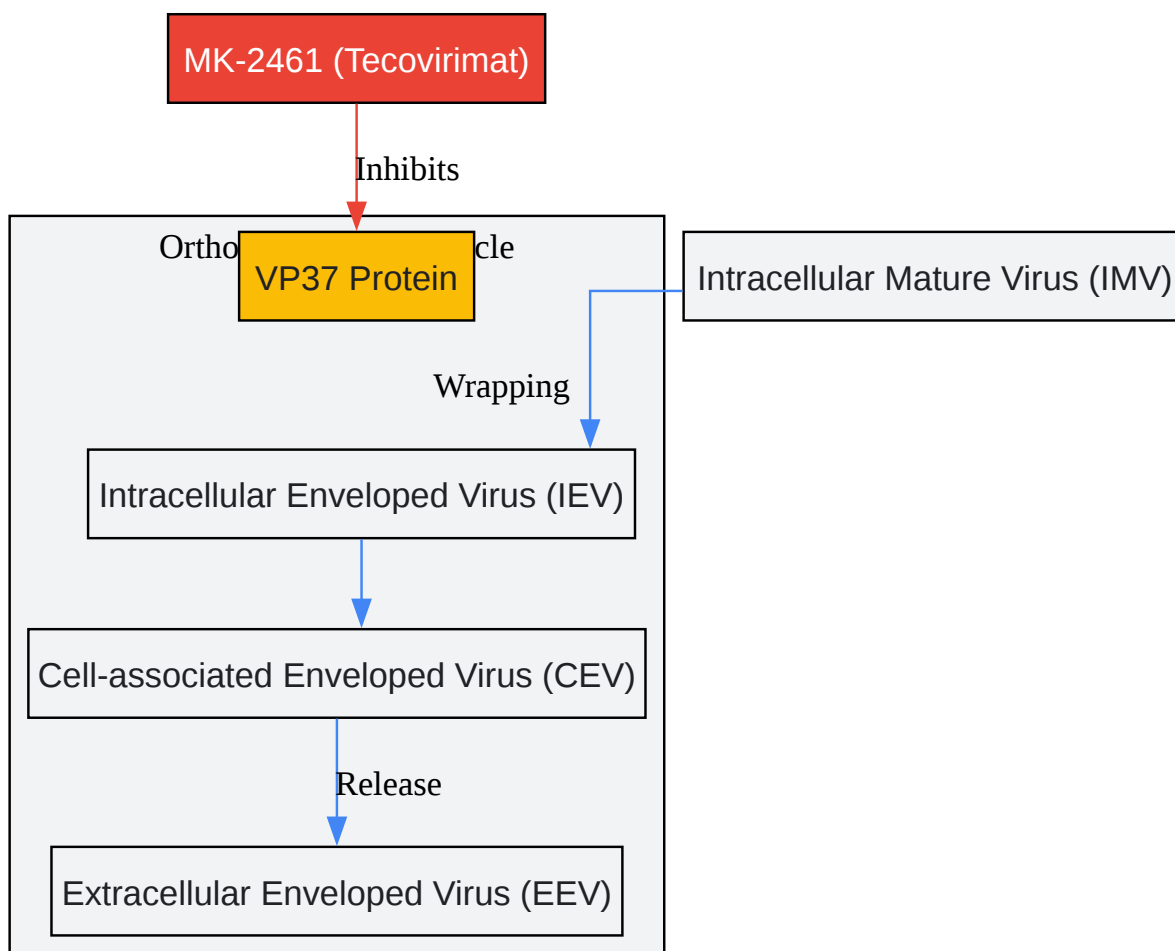 MK-2461 (Tecovirimat)
Inhibits
Ortho cle
VP37 Protein
Intracellular Mature Virus (IMV)
Wrapping
Intracellular Enveloped Virus (IEV)
Cell-associated Enveloped Virus (CEV)
Release
Extracellular Enveloped Virus (EEV)